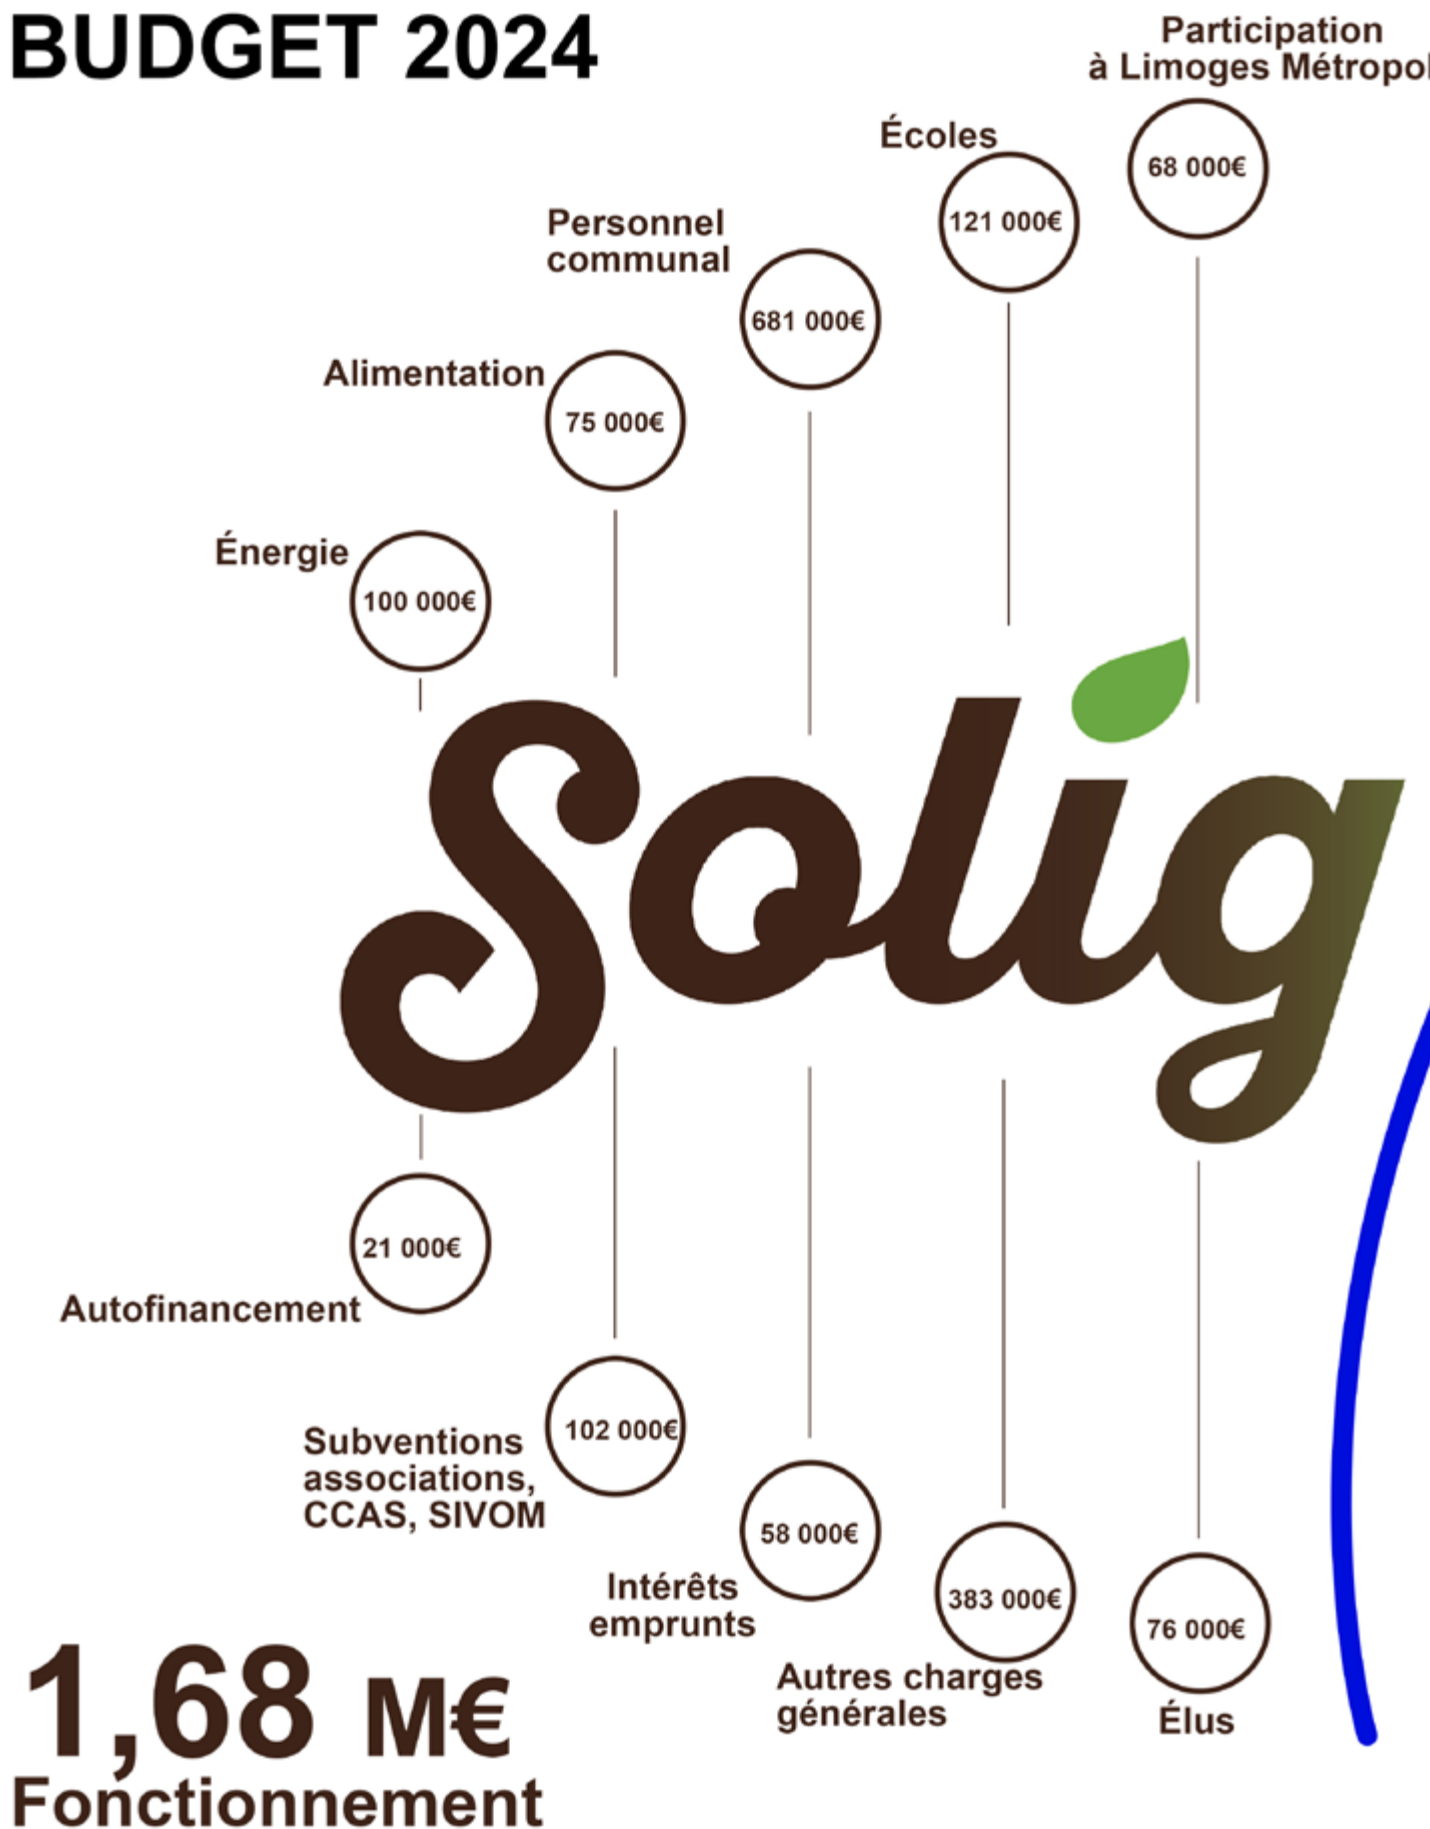 BUDGET 2024
Participation
à Limoges Métropol
68 000€
Écoles
121 000€
Personnel
communal
681 000€
Alimentation
75 000€
Énergie
100 000€
Solig
21 000€
Autofinancement
102 000€
Subventions
associations,
CCAS, SIVOM
58 000€
Intérêts
emprunts
383 000€
Autres charges
générales
76 000€
Élus
1,68 M€
Fonctionnement